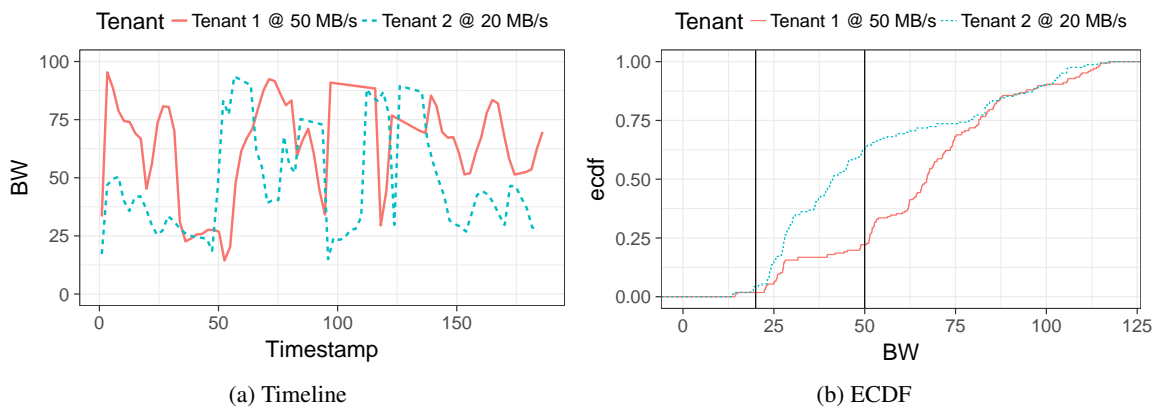 Tenant Tenant 1 @ 50 MB/s Tenant 2 @ 20 MB/s
100
75
50
25
0
BW
0 50 100 150
Timestamp
(a) Timeline
Tenant Tenant 1 @ 50 MB/s Tenant 2 @ 20 MB/s
1.00
0.75
0.50
0.25
0.00
ecdf
0 25 50 75 100 125
BW
(b) ECDF